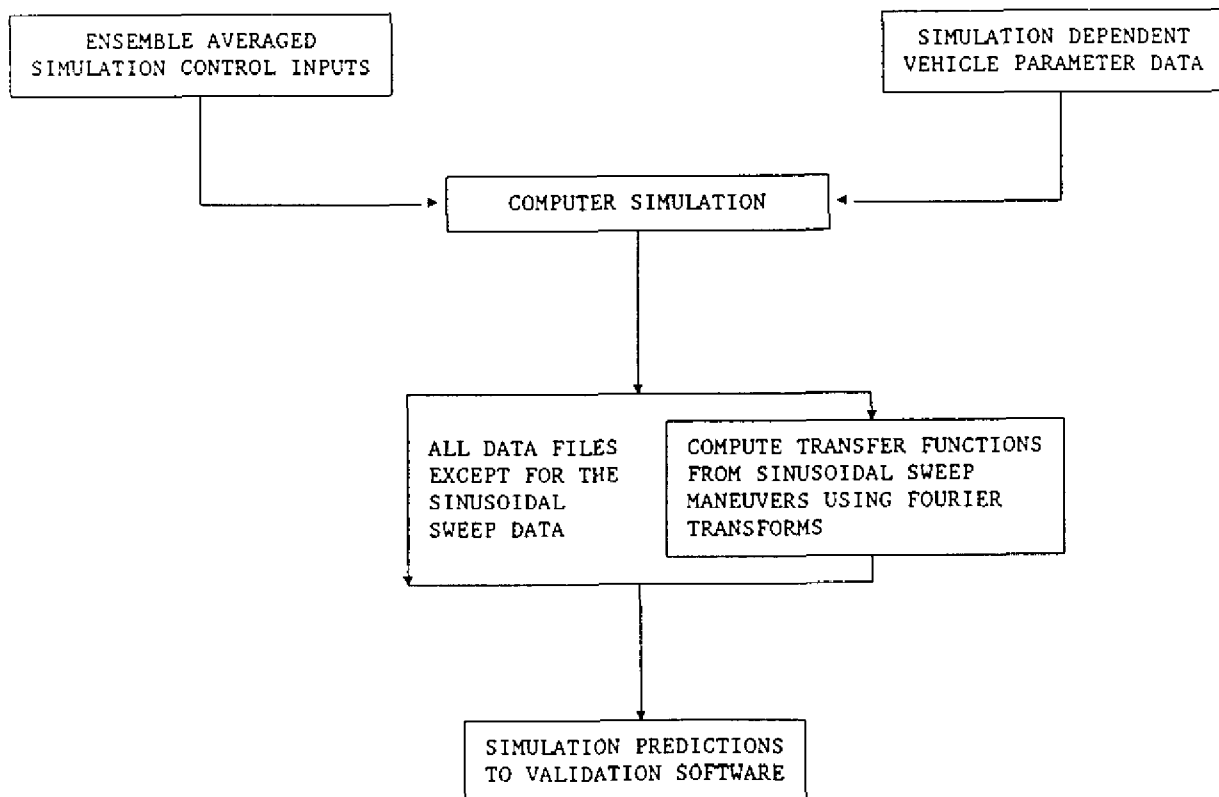 ENSEMBLE AVERAGED
SIMULATION CONTROL INPUTS
SIMULATION DEPENDENT
VEHICLE PARAMETER DATA
COMPUTER SIMULATION
ALL DATA FILES
EXCEPT FOR THE
SINUSOIDAL
SWEEP DATA
COMPUTE TRANSFER FUNCTIONS
FROM SINUSOIDAL SWEEP
MANEUVERS USING FOURIER
TRANSFORMS
SIMULATION PREDICTIONS
TO VALIDATION SOFTWARE